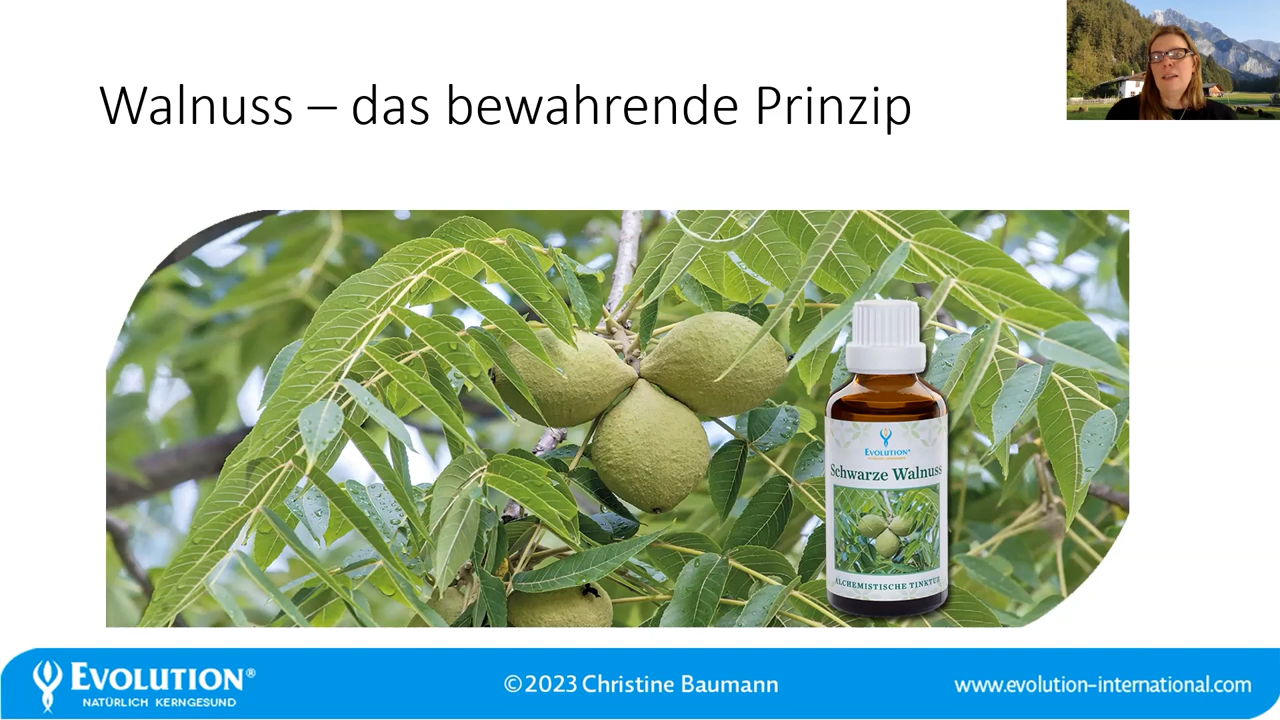 Walnuss – das bewahrende Prinzip
EVOLUTION®
Schwarze Walnuss
ALCHEMISTISCHE TINKTUR
EVOLUTION®
NATÜRLICH KERNGESUND
©2023 Christine Baumann
www.evolution-international.com